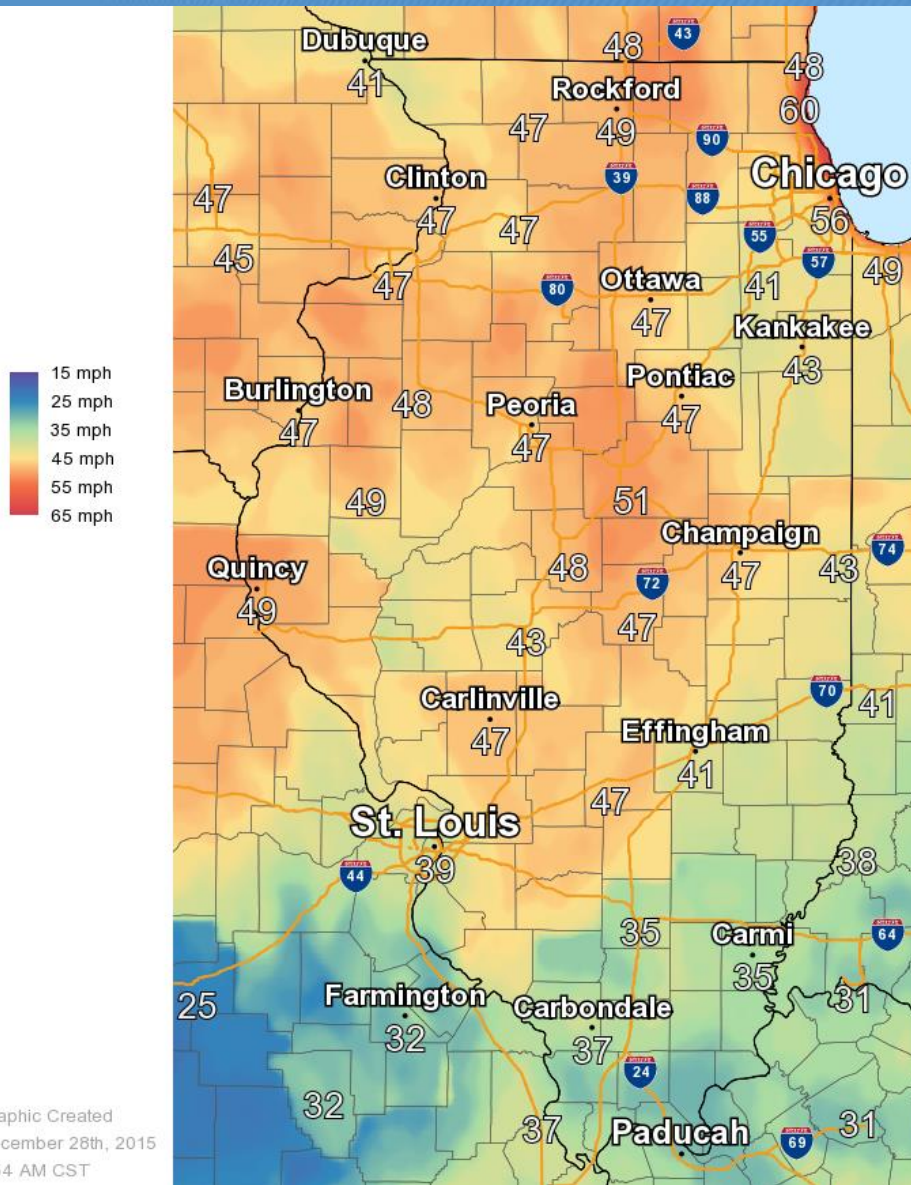 Dubuque
41
48
43
48
Rockford
49
60
47
90
39
88
Chicago
56
Clinton
47
47
47
55
57
45
47
80
Ottawa
47
41
49
Kankakee
43
15 mph
25 mph
35 mph
45 mph
55 mph
65 mph
Burlington
47
48
Peoria
47
Pontiac
47
49
51
Champaign
47
43
74
Quincy
49
48
72
47
43
Carlinville
47
70
41
Effingham
41
47
St. Louis
39
44
38
35
Carmi
35
64
31
25
Farmington
32
Carbondale
37
24
32
37
Paducah
69
31
aphic Created
cember 28th, 2015
4 AM CST